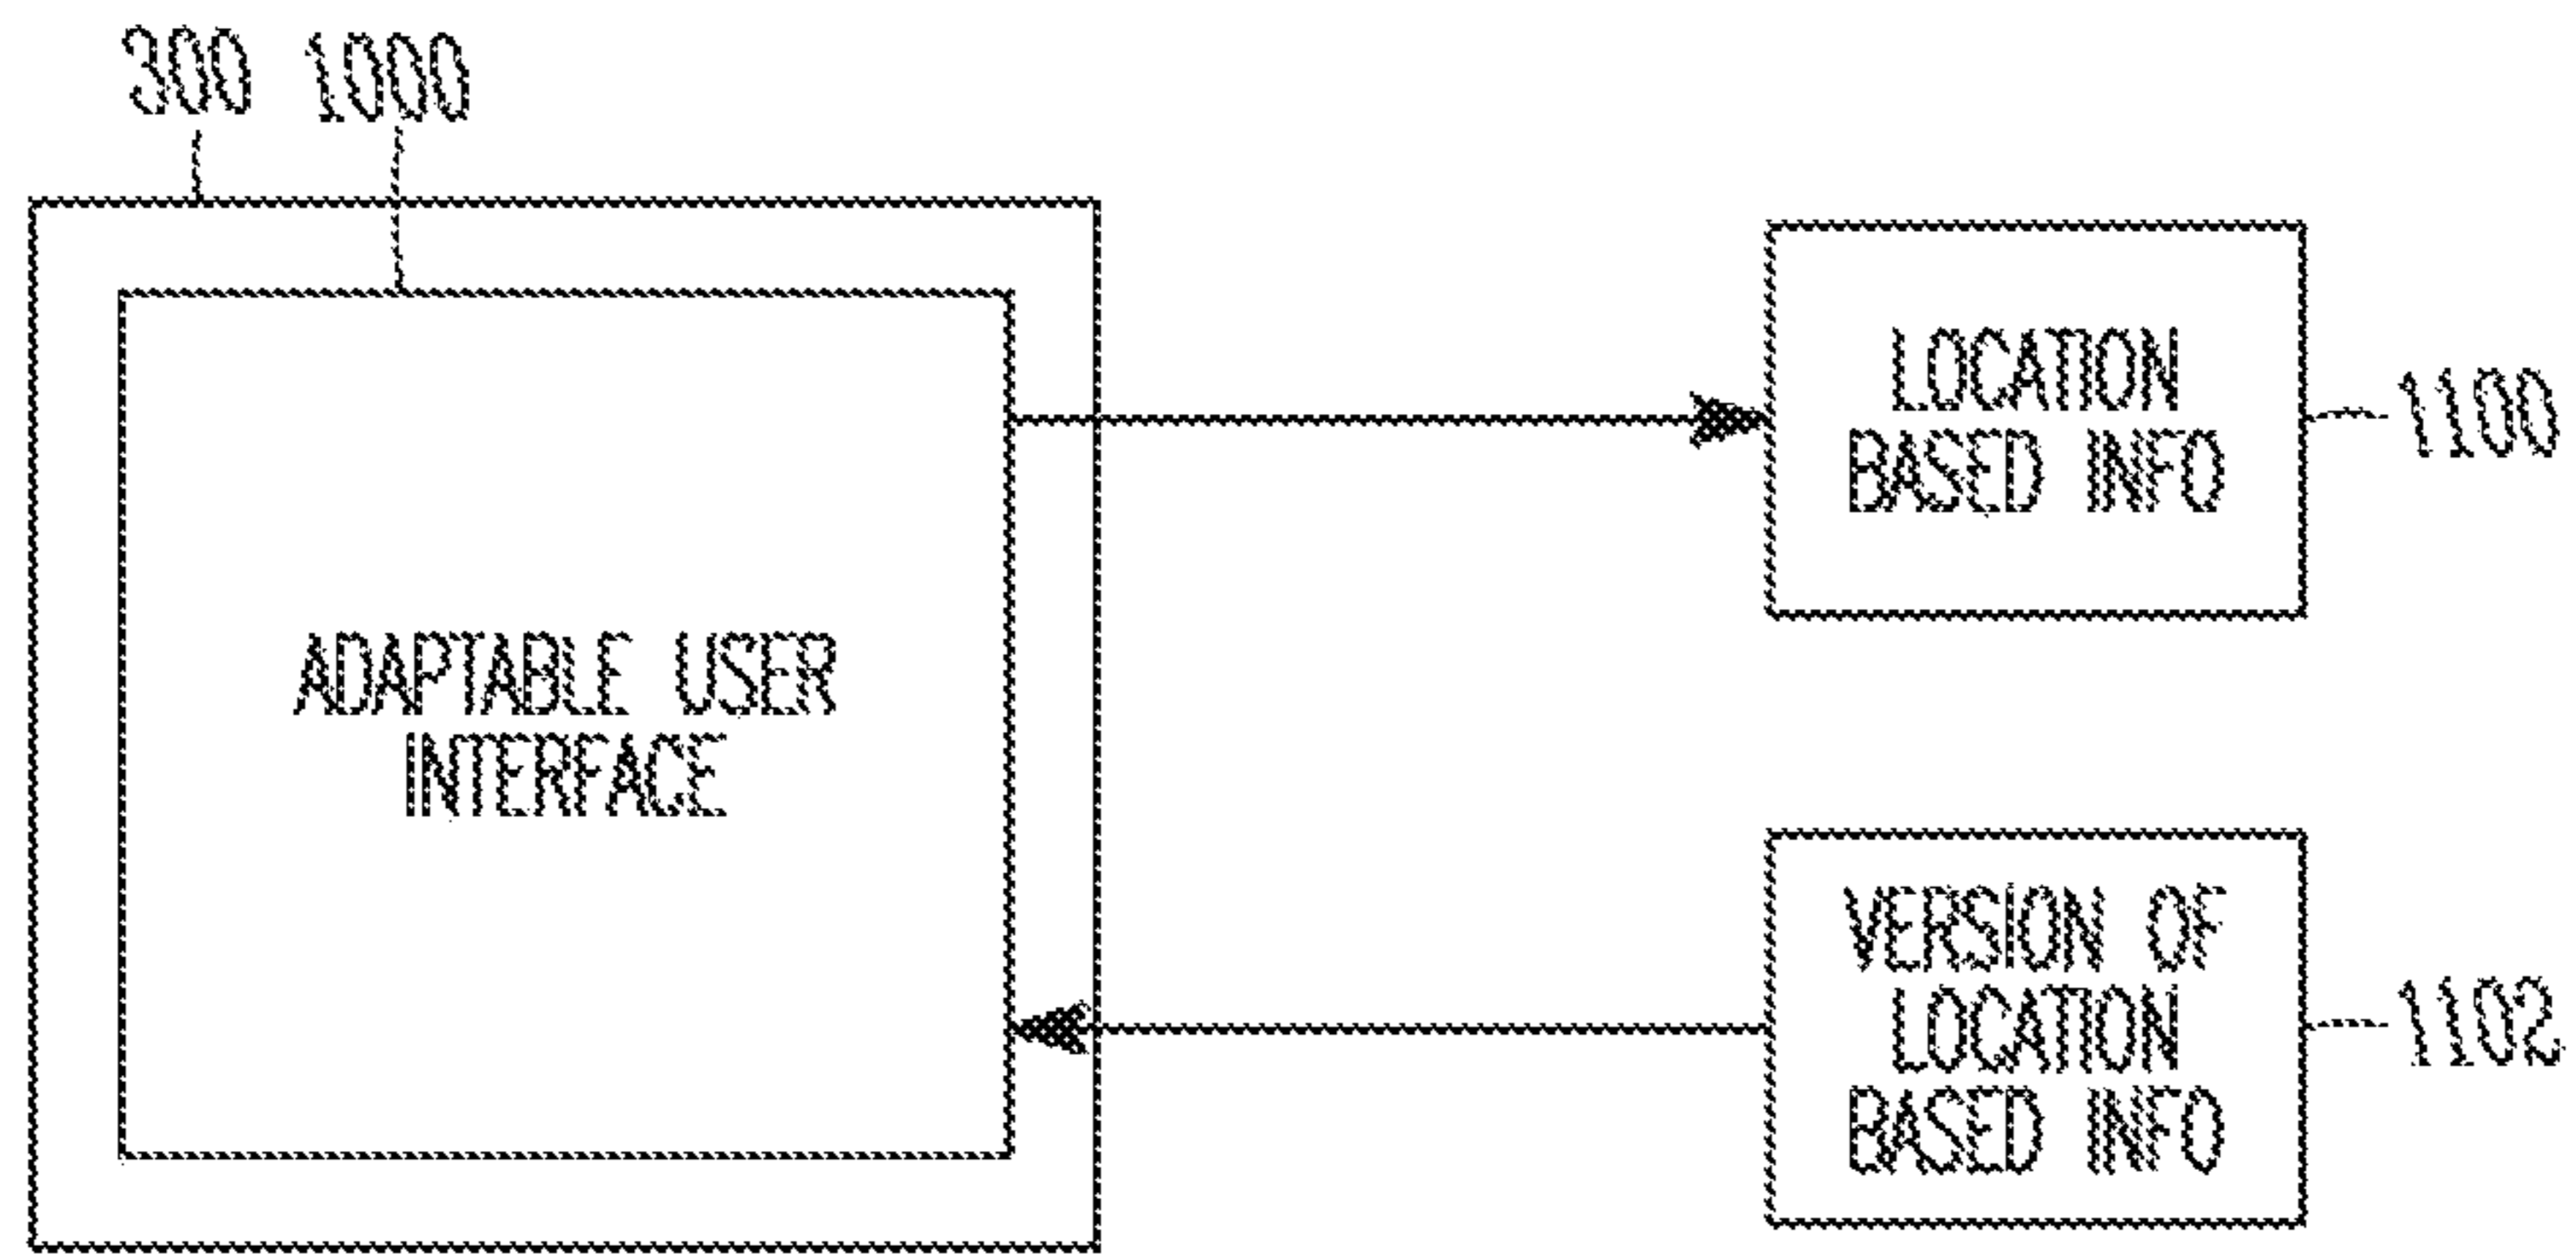 300 1000
LOCATION
BASED INFO
1100
ADAPTABLE USER
INTERFACE
VERSION OF
LOCATION
BASED INFO
1102